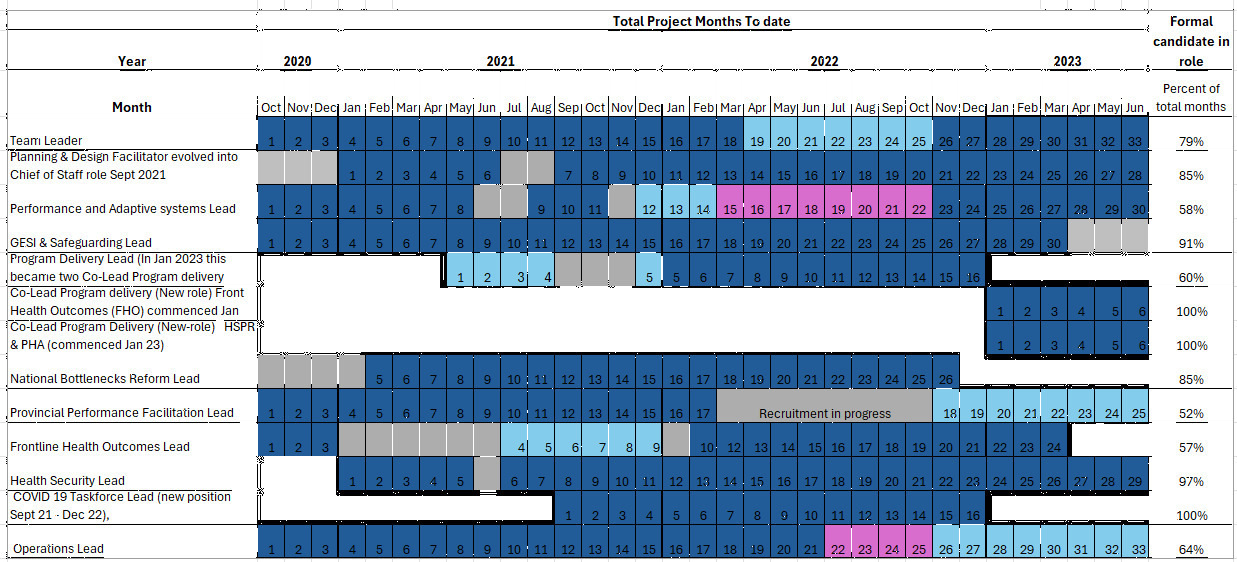 Total Project Months To date
Formal candidate in role
Year 2020 2021 2022 2023
Month Oct Nov Dec Jan Feb Mar Apr May Jun Jul Aug Sep Oct Nov Dec Jan Feb Mar Apr May Jun Jul Aug Sep Oct Nov Dec Jan Feb Mar Apr May Jun Percent of total months
Team Leader 1 2 3 4 5 6 7 8 9 10 11 12 13 14 15 16 17 18 19 20 21 22 23 24 25 26 27 28 29 30 31 32 33 79%
Planning & Design Facilitator evolved into
Chief of Staff role Sept 2021 1 2 3 4 5 6 7 8 9 10 11 12 13 14 15 16 17 18 19 20 21 22 23 24 25 26 27 28 85%
Performance and Adaptive systems Lead 1 2 3 4 5 6 7 8 9 10 11 12 13 14 15 16 17 18 19 20 21 22 23 24 25 26 27 28 29 30 58%
GESI & Safeguarding Lead 1 2 3 4 5 6 7 8 9 10 11 12 13 14 15 16 17 18 19 20 21 22 23 24 25 26 27 28 29 30 91%
Program Delivery Lead (In Jan 2023 this
became two Co-Lead Program delivery 1 2 3 4 5 5 6 7 8 9 10 11 12 13 14 15 16 60%
Co-Lead Program delivery (New role) Front
Health Outcomes (FHO) commenced Jan 1 2 3 4 5 6 100%
Co-Lead Program Delivery (New-role) HSPR
& PHA (commenced Jan 23) 1 2 3 4 5 6 100%
National Bottlenecks Reform Lead 5 6 7 8 9 10 11 12 13 14 15 16 17 18 19 20 21 22 23 24 25 26 85%
Provincial Performance Facilitation Lead 1 2 3 4 5 6 7 8 9 10 11 12 13 14 15 16 17 Recruitment in progress 18 19 20 21 22 23 24 25 52%
Frontline Health Outcomes Lead 1 2 3 4 5 6 7 8 9 10 11 12 13 14 15 16 17 18 19 20 21 22 23 24 57%
Health Security Lead 1 2 3 4 5 6 7 8 9 10 11 12 13 14 15 16 17 18 19 20 21 22 23 24 25 26 27 28 29 97%
COVID 19 Taskforce Lead (new position
Sept 21 - Dec 22), 1 2 3 4 5 6 7 8 9 10 11 12 13 14 15 16 100%
Operations Lead 1 2 3 4 5 6 7 8 9 10 11 12 13 14 15 16 17 18 19 20 21 22 23 24 25 26 27 28 29 30 31 32 33 64%